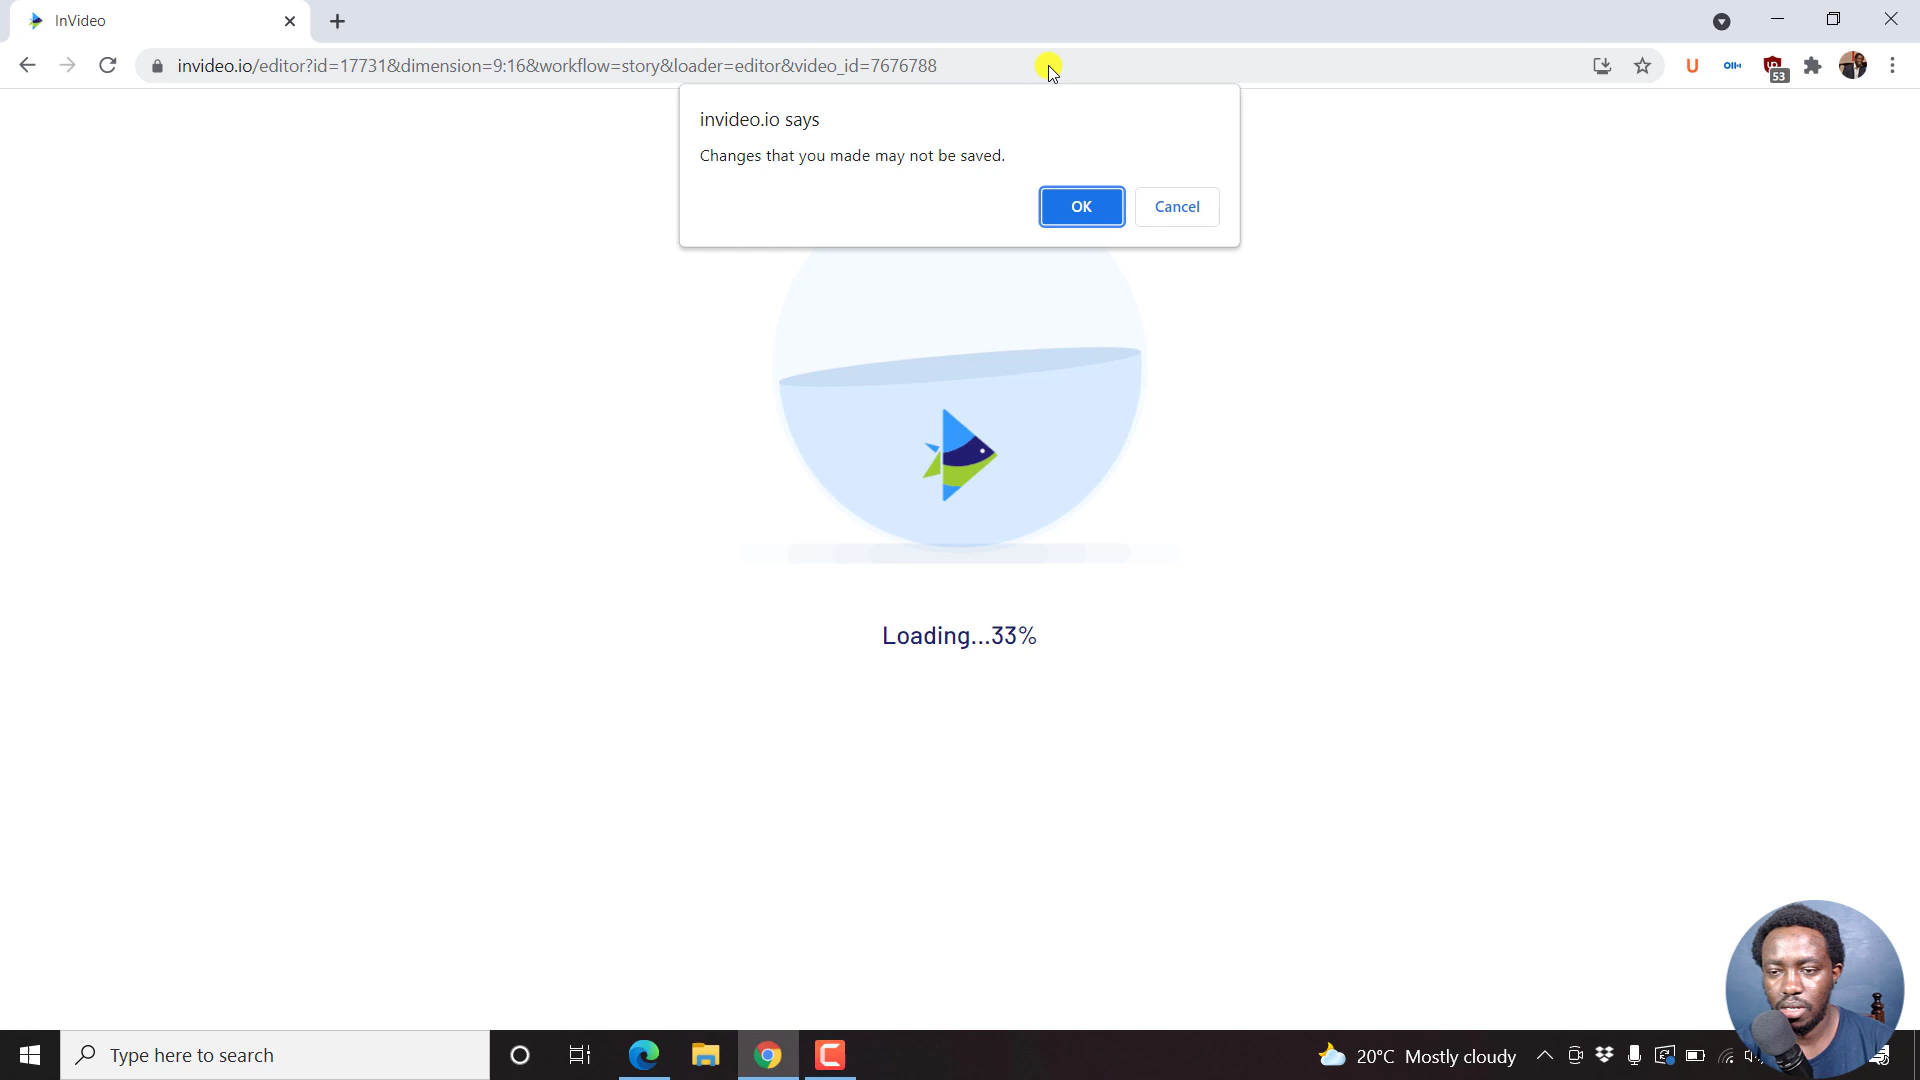 InVideo
invideo.io/editor?id=17731&dimension=9:16&workflow=story&loader=editor&video_id=7676788
53
invideo.io says
Changes that you made may not be saved.
OK
Cancel
Loading...33%
Type here to search
20°C Mostly cloudy